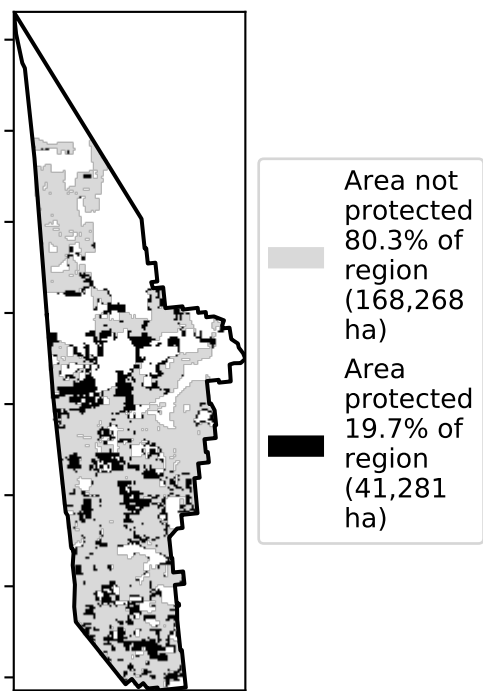 Area not
protected
80.3% of
region
(168,268
ha)
Area
protected
19.7% of
region
(41,281
ha)